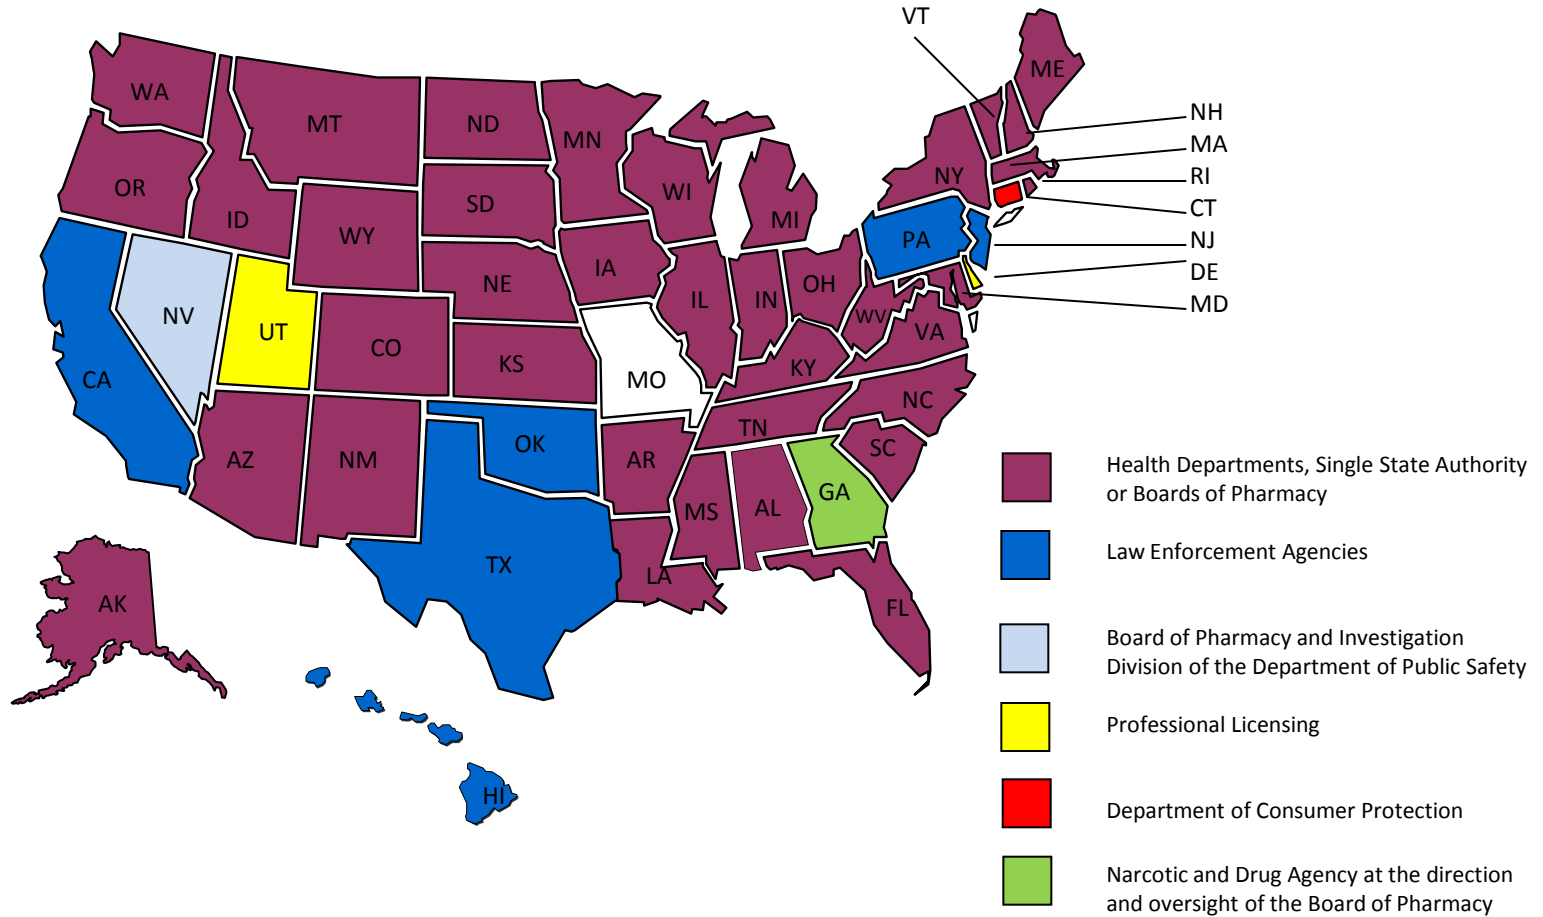 VT
ME
WA
MT
ND
MN
NH
MA
RI
CT
NJ
DE
MD
OR
ID
WY
SD
WI
MI
NY
PA
NV
UT
CO
NE
IA
IL
IN
OH
WV
VA
CA
KS
MO
KY
NC
AZ
NM
OK
AR
TN
SC
TX
MS
AL
GA
LA
FL
AK
HI
Health Departments, Single State Authority
or Boards of Pharmacy
Law Enforcement Agencies
Board of Pharmacy and Investigation
Division of the Department of Public Safety
Professional Licensing
Department of Consumer Protection
Narcotic and Drug Agency at the direction
and oversight of the Board of Pharmacy